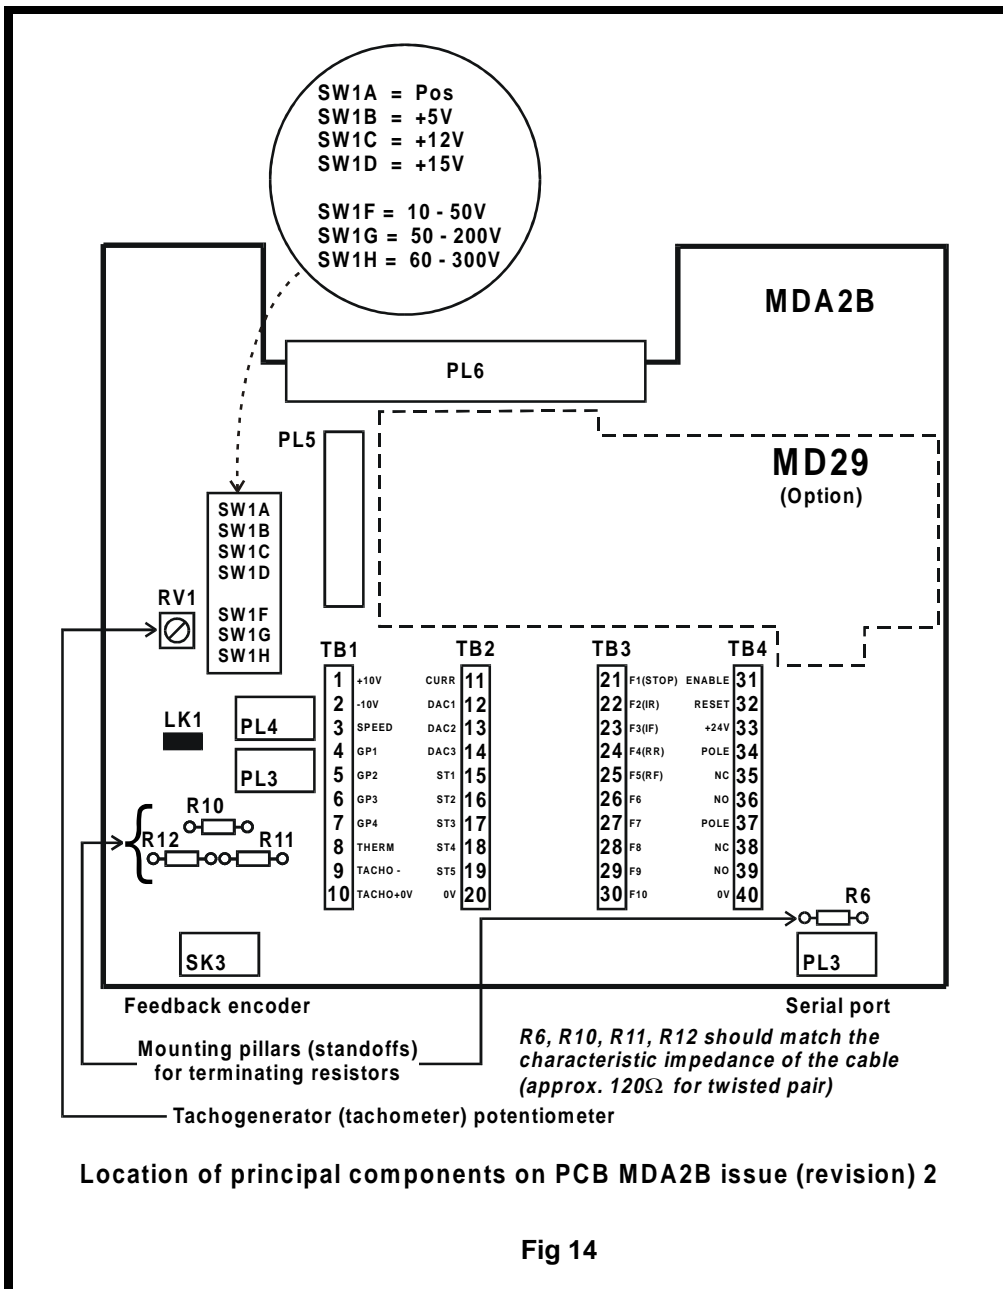 SW1A = Pos
SW1B = +5V
SW1C = +12V
SW1D = +15V
SW1F = 10 - 50V
SW1G = 50 - 200V
SW1H = 60 - 300V
MDA2B
PL6
PL5
MD29
(Option)
SW1A
SW1B
SW1C
SW1D
SW1F
SW1G
SW1H
RV1
LK1
PL4
PL3
R10
R12
R11
SK3
TB1
1 +10V
2 -10V
3 SPEED
4 GP1
5 GP2
6 GP3
7 GP4
8 THERM
9 TACHO -
10 TACHO+0V
TB2
CURR 11
DAC1 12
DAC2 13
DAC3 14
ST1 15
ST2 16
ST3 17
ST4 18
ST5 19
0V 20
TB3
21 F1(STOP)
22 F2(IR)
23 F3(IF)
24 F4(RR)
25 F5(RF)
26 F6
27 F7
28 F8
29 F9
30 F10
TB4
ENABLE 31
RESET 32
+24V 33
POLE 34
NC 35
NO 36
POLE 37
NC 38
NO 39
0V 40
R6
PL3
Feedback encoder
Serial port
Mounting pillars (standoffs)
for terminating resistors
R6, R10, R11, R12 should match the
characteristic impedance of the cable
(approx. 120Ω for twisted pair)
Tachogenerator (tachometer) potentiometer
Location of principal components on PCB MDA2B issue (revision) 2
Fig 14